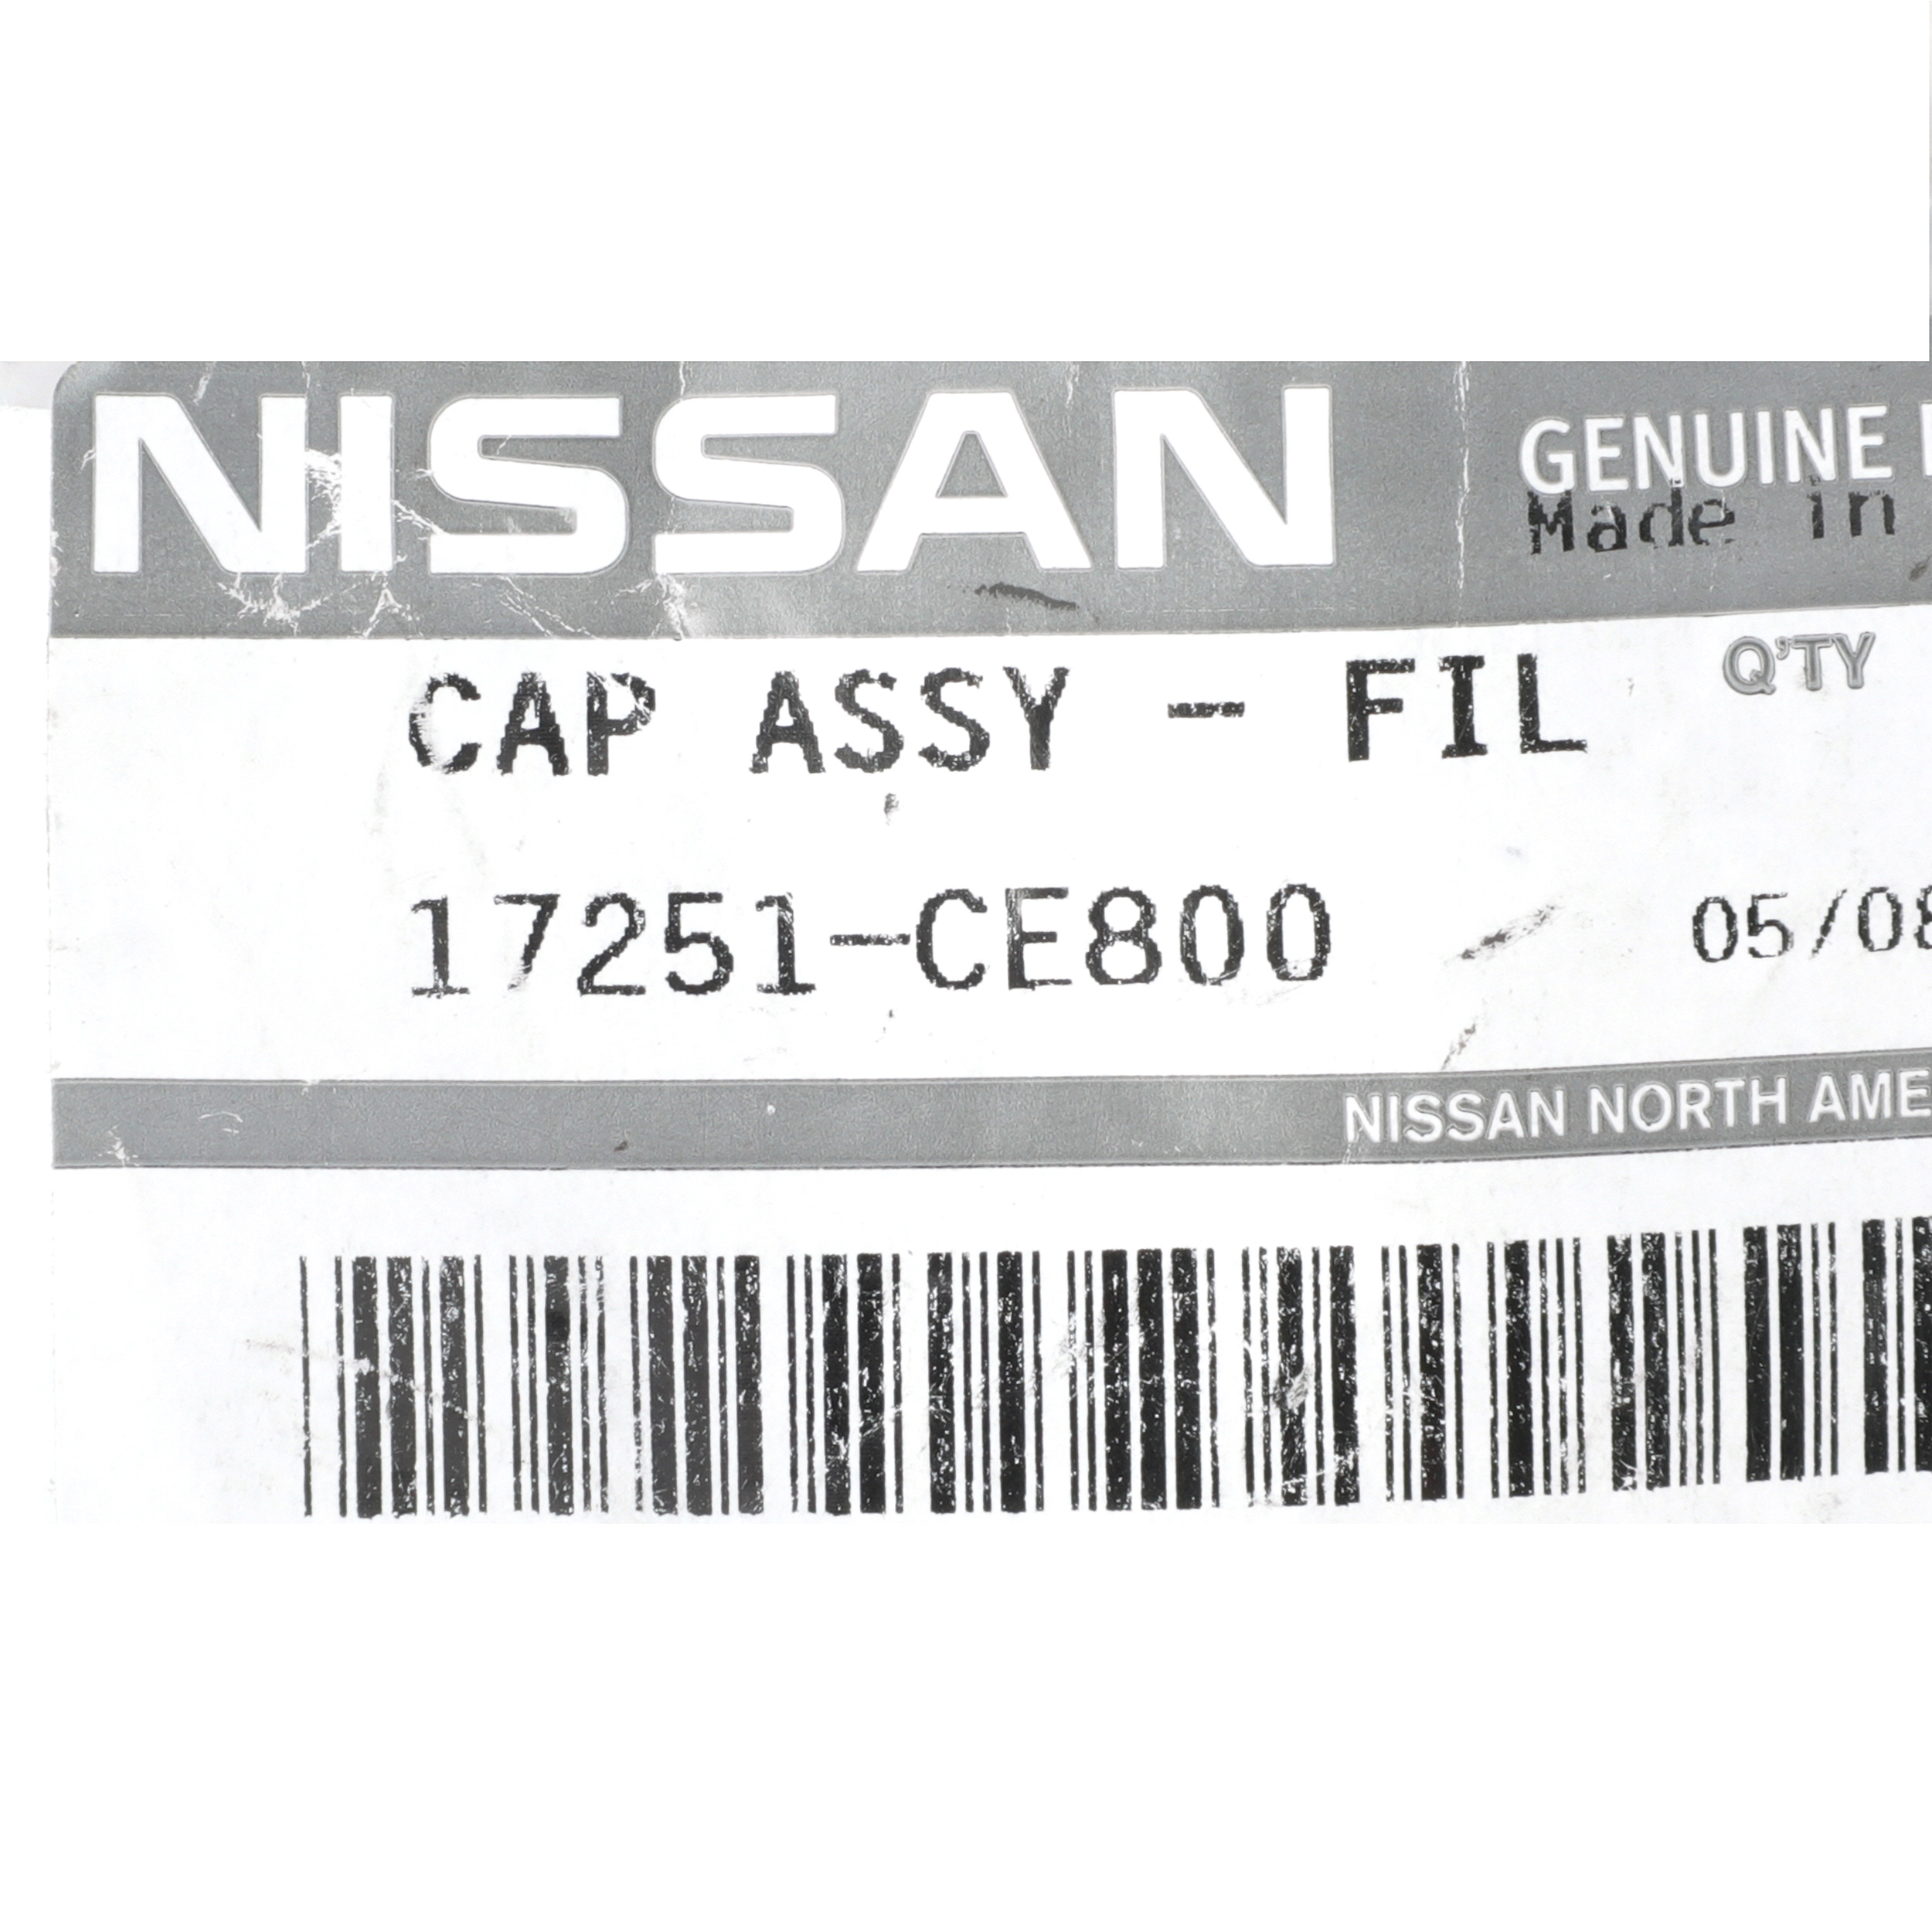 NISSAN GENUINE
Made in
CAP ASSY - FIL Q'TY
17251-CE800 05/08
NISSAN NORTH AME